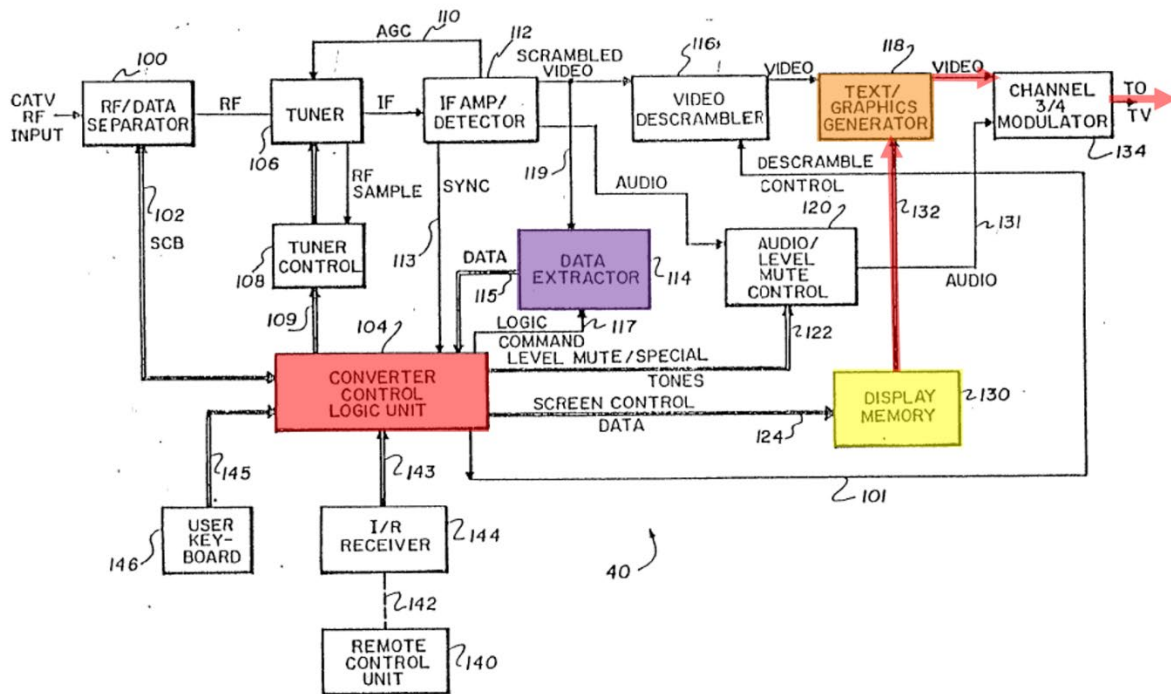 110
AGC
100
112
SCRAMBLED
VIDEO
116
VIDEO
118
VIDEO
CATV
RF
INPUT
RF/DATA
SEPARATOR
RF
TUNER
IF
IF AMP/
DETECTOR
VIDEO
DESCRAMBLER
TEXT/
GRAPHICS
GENERATOR
CHANNEL
3/4
MODULATOR
TO
TV
106
134
102
SCB
RF
SAMPLE
SYNC
119
AUDIO
DESCRAMBLE
CONTROL
132
131
120
TUNER
CONTROL
108
113
DATA
115
DATA
EXTRACTOR
114
AUDIO/
LEVEL
MUTE
CONTROL
AUDIO
109
104
LOGIC
COMMAND
117
122
LEVEL MUTE/SPECIAL
TONES
CONVERTER
CONTROL
LOGIC UNIT
SCREEN CONTROL
DATA
124
DISPLAY
MEMORY
130
145
143
101
USER
KEY-
BOARD
146
I/R
RECEIVER
144
40
142
REMOTE
CONTROL
UNIT
140